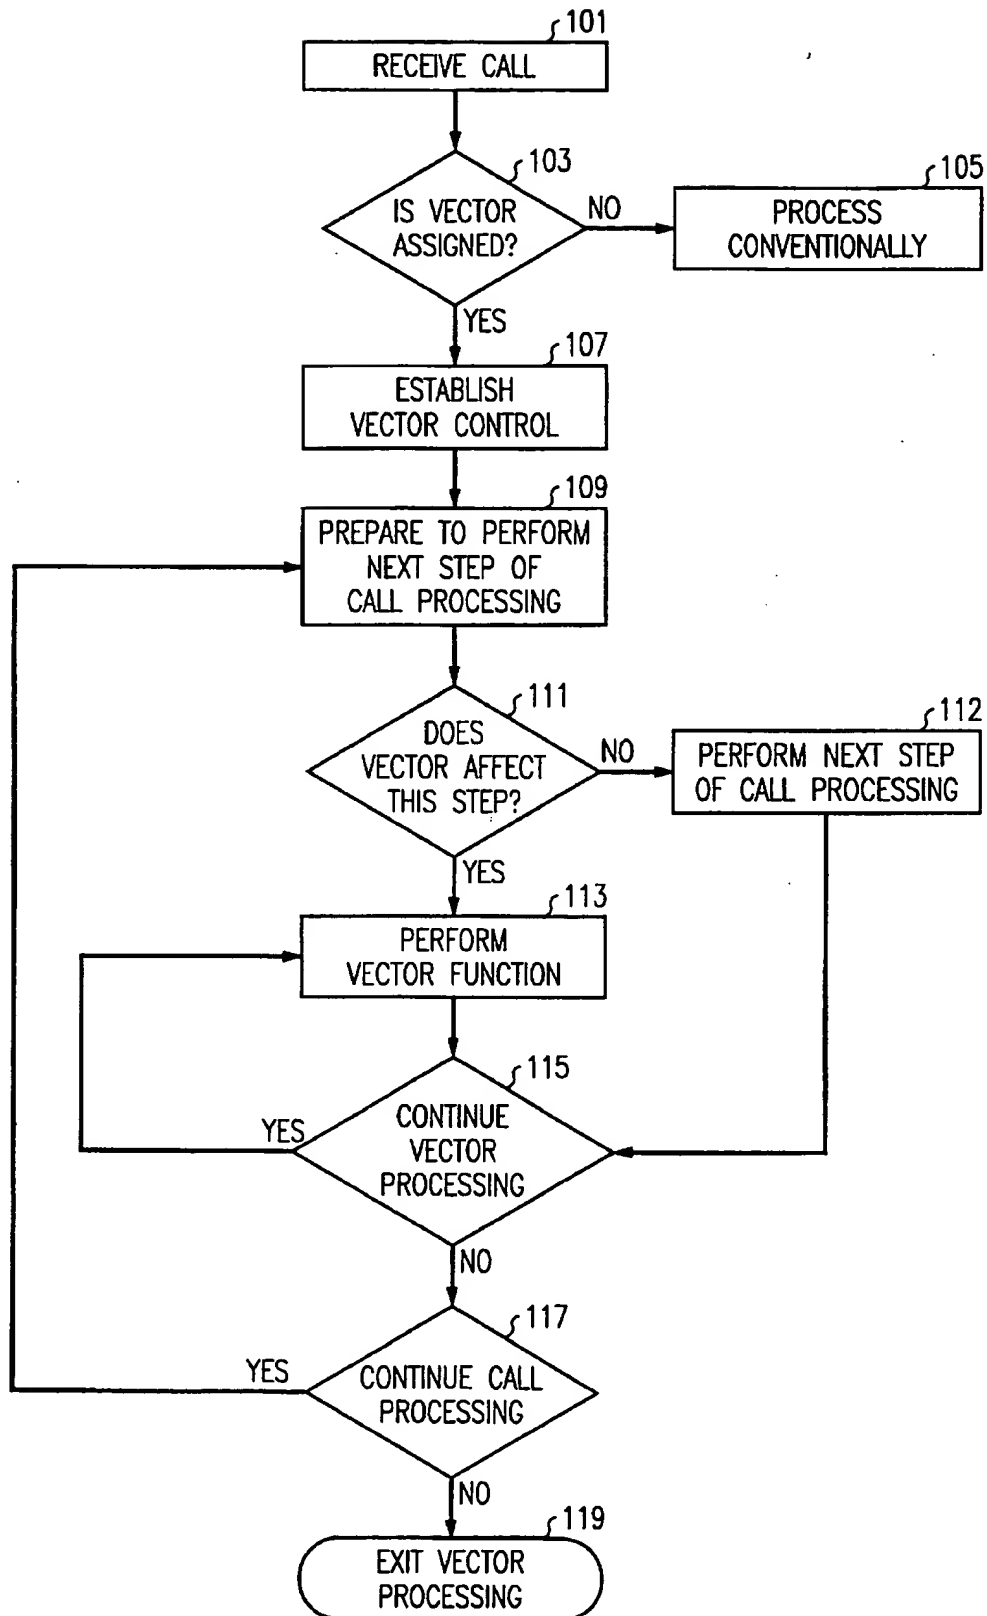 101
RECEIVE CALL
103
IS VECTOR
ASSIGNED?
NO
105
PROCESS
CONVENTIONALLY
YES
107
ESTABLISH
VECTOR CONTROL
109
PREPARE TO PERFORM
NEXT STEP OF
CALL PROCESSING
111
DOES
VECTOR AFFECT
THIS STEP?
NO
112
PERFORM NEXT STEP
OF CALL PROCESSING
YES
113
PERFORM
VECTOR FUNCTION
115
CONTINUE
VECTOR
PROCESSING
YES
NO
117
CONTINUE CALL
PROCESSING
YES
NO
119
EXIT VECTOR
PROCESSING